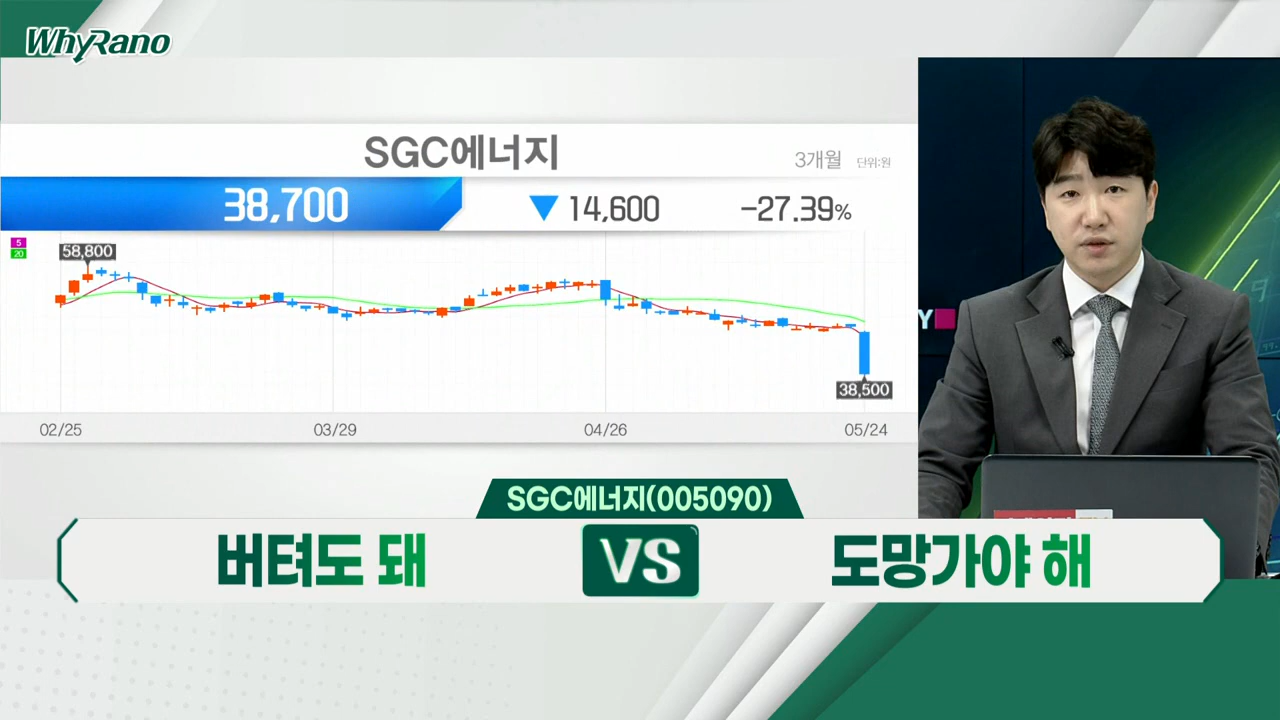 WhyRano
SGC에너지
3개월 단위:원
38,700 ▼ 14,600 -27.39%
5
20
58,800
38,500
02/25 03/29 04/26 05/24
Y
SGC에너지(005090)
버텨도 돼 VS 도망가야 해